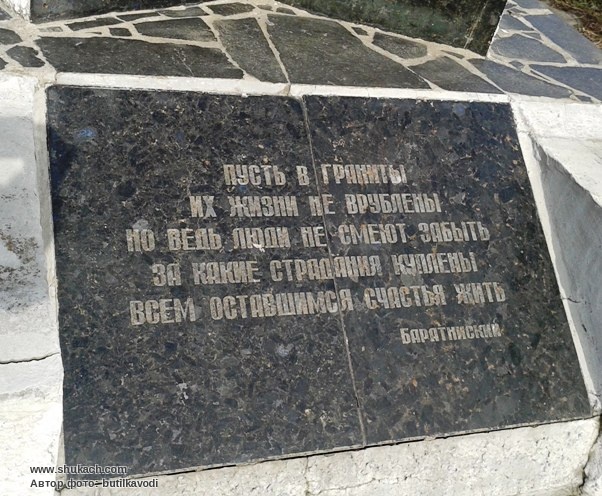 ПУСТЬ В ГРАНИТЫ
ИХ ЖИЗНИ НЕ ВРУБЛЕНЫ
НО ВЕДЬ ЛЮДИ НЕ СМЕЮТ ЗАБЫТЬ
ЗА КАКИЕ СТРАДАНИЯ КУПЛЕНЫ
ВСЕМ ОСТАВШИМСЯ СЧАСТЬЯ ЖИТЬ
БАРАТИНСКИЙ
www.shukach.com
Автор фото: butilkavodi